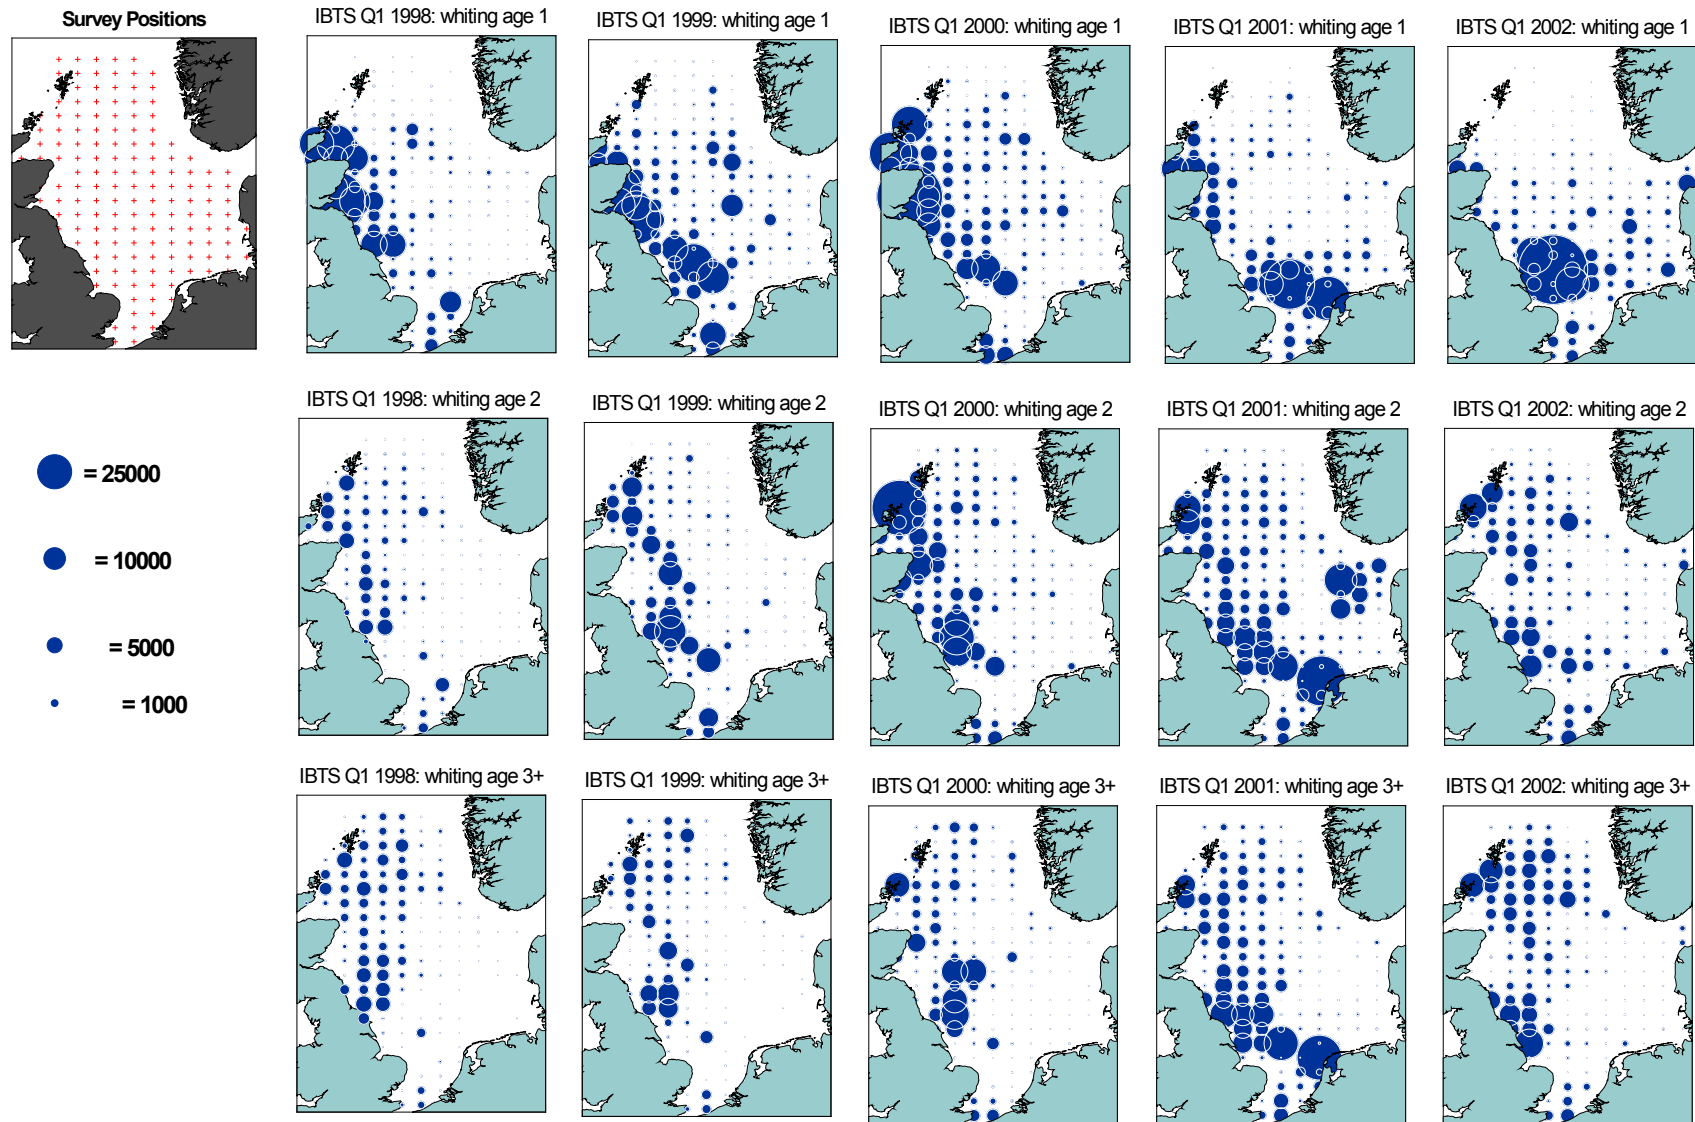 Survey Positions
IBTS Q1 1998: whiting age 1
IBTS Q1 1999: whiting age 1
IBTS Q1 2000: whiting age 1
IBTS Q1 2001: whiting age 1
IBTS Q1 2002: whiting age 1
IBTS Q1 1998: whiting age 2
IBTS Q1 1999: whiting age 2
IBTS Q1 2000: whiting age 2
IBTS Q1 2001: whiting age 2
IBTS Q1 2002: whiting age 2
= 25000
= 10000
= 5000
= 1000
IBTS Q1 1998: whiting age 3+
IBTS Q1 1999: whiting age 3+
IBTS Q1 2000: whiting age 3+
IBTS Q1 2001: whiting age 3+
IBTS Q1 2002: whiting age 3+